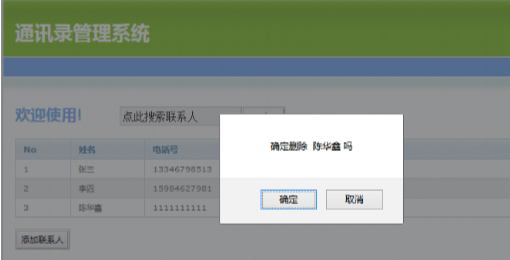 通讯录管理系统
欢迎使用!
点此搜索联系人
确定删除 陈华鑫 吗
确定 取消
No 姓名 电话号
1 张三 13346798513
2 李四 15984627981
3 陈华鑫 1111111111
添加联系人